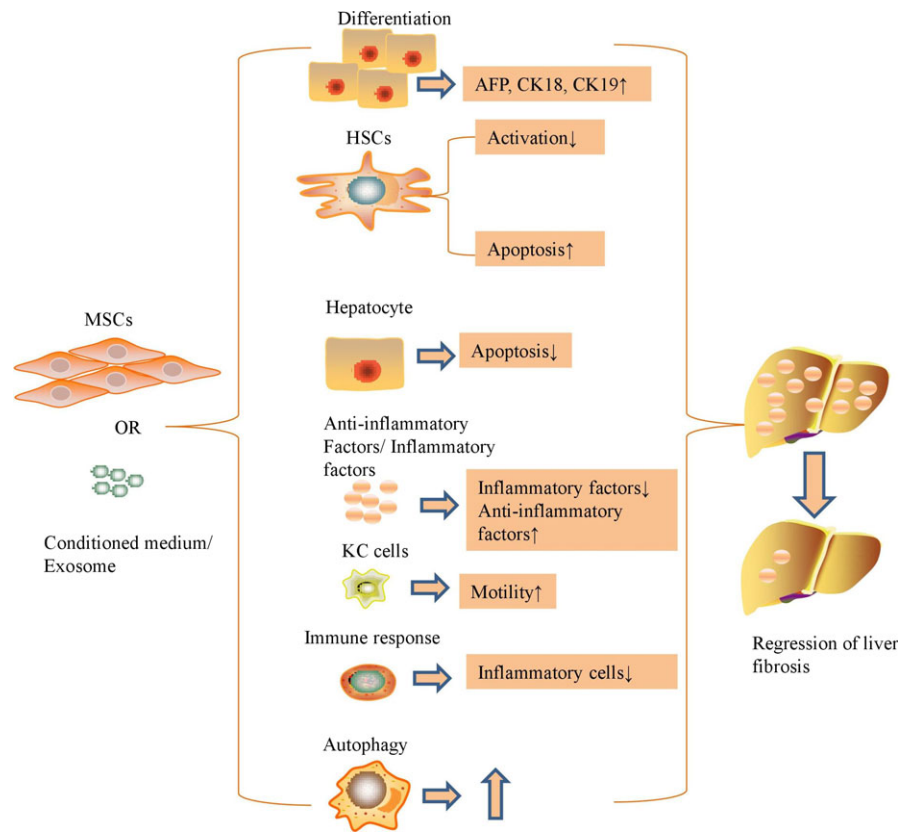 Differentiation
AFP, CK18, CK19↑
HSCs
Activation↓
Apoptosis↑
Hepatocyte
Apoptosis↓
MSCs
OR
Conditioned medium/
Exosome
Anti-inflammatory
Factors/ Inflammatory
factors
Inflammatory factors↓
Anti-inflammatory
factors↑
KC cells
Motility↑
Immune response
Inflammatory cells↓
Autophagy
Regression of liver
fibrosis